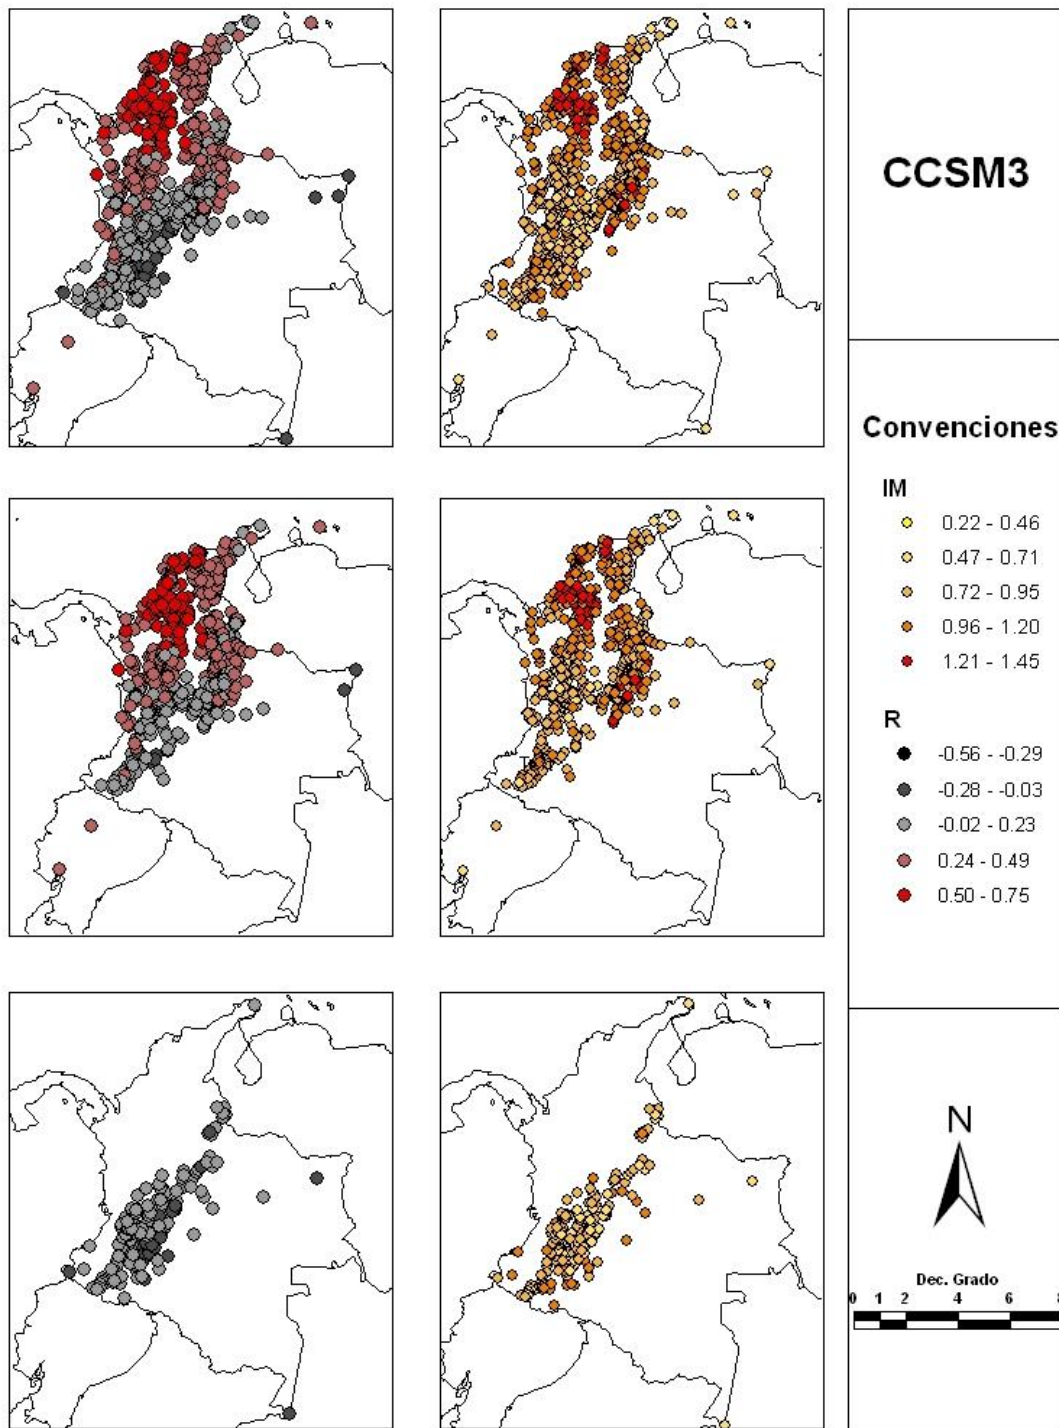 CCSM3
Convenciones
IM
0.22 - 0.46
0.47 - 0.71
0.72 - 0.95
0.96 - 1.20
1.21 - 1.45
R
-0.56 - -0.29
-0.28 - -0.03
-0.02 - 0.23
0.24 - 0.49
0.50 - 0.75
N
Dec. Grado
0 1 2 4 6